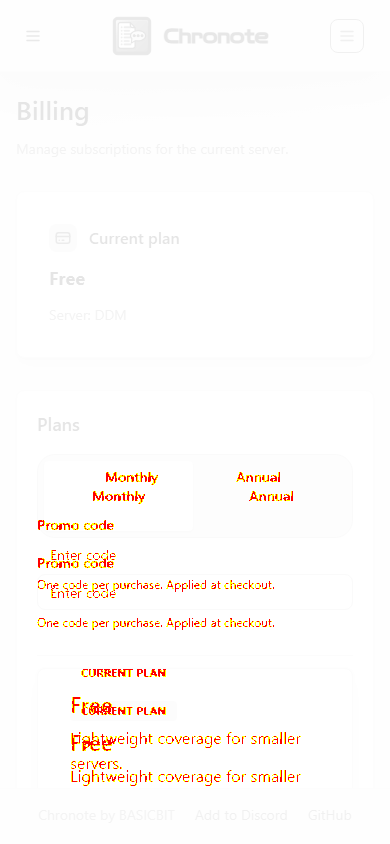 Chronote
Billing
Manage subscriptions for the current server.
Current plan
Free
Server: DDM
Plans
Monthly Annual
Monthly Annual
Promo code
Enter code
Promo code
One code per purchase. Applied at checkout.
Enter code
One code per purchase. Applied at checkout.
CURRENT PLAN
Free
CURRENT PLAN
Lightweight coverage for smaller
Free
servers.
Lightweight coverage for smaller
Chronote by BASICBIT Add to Discord GitHub